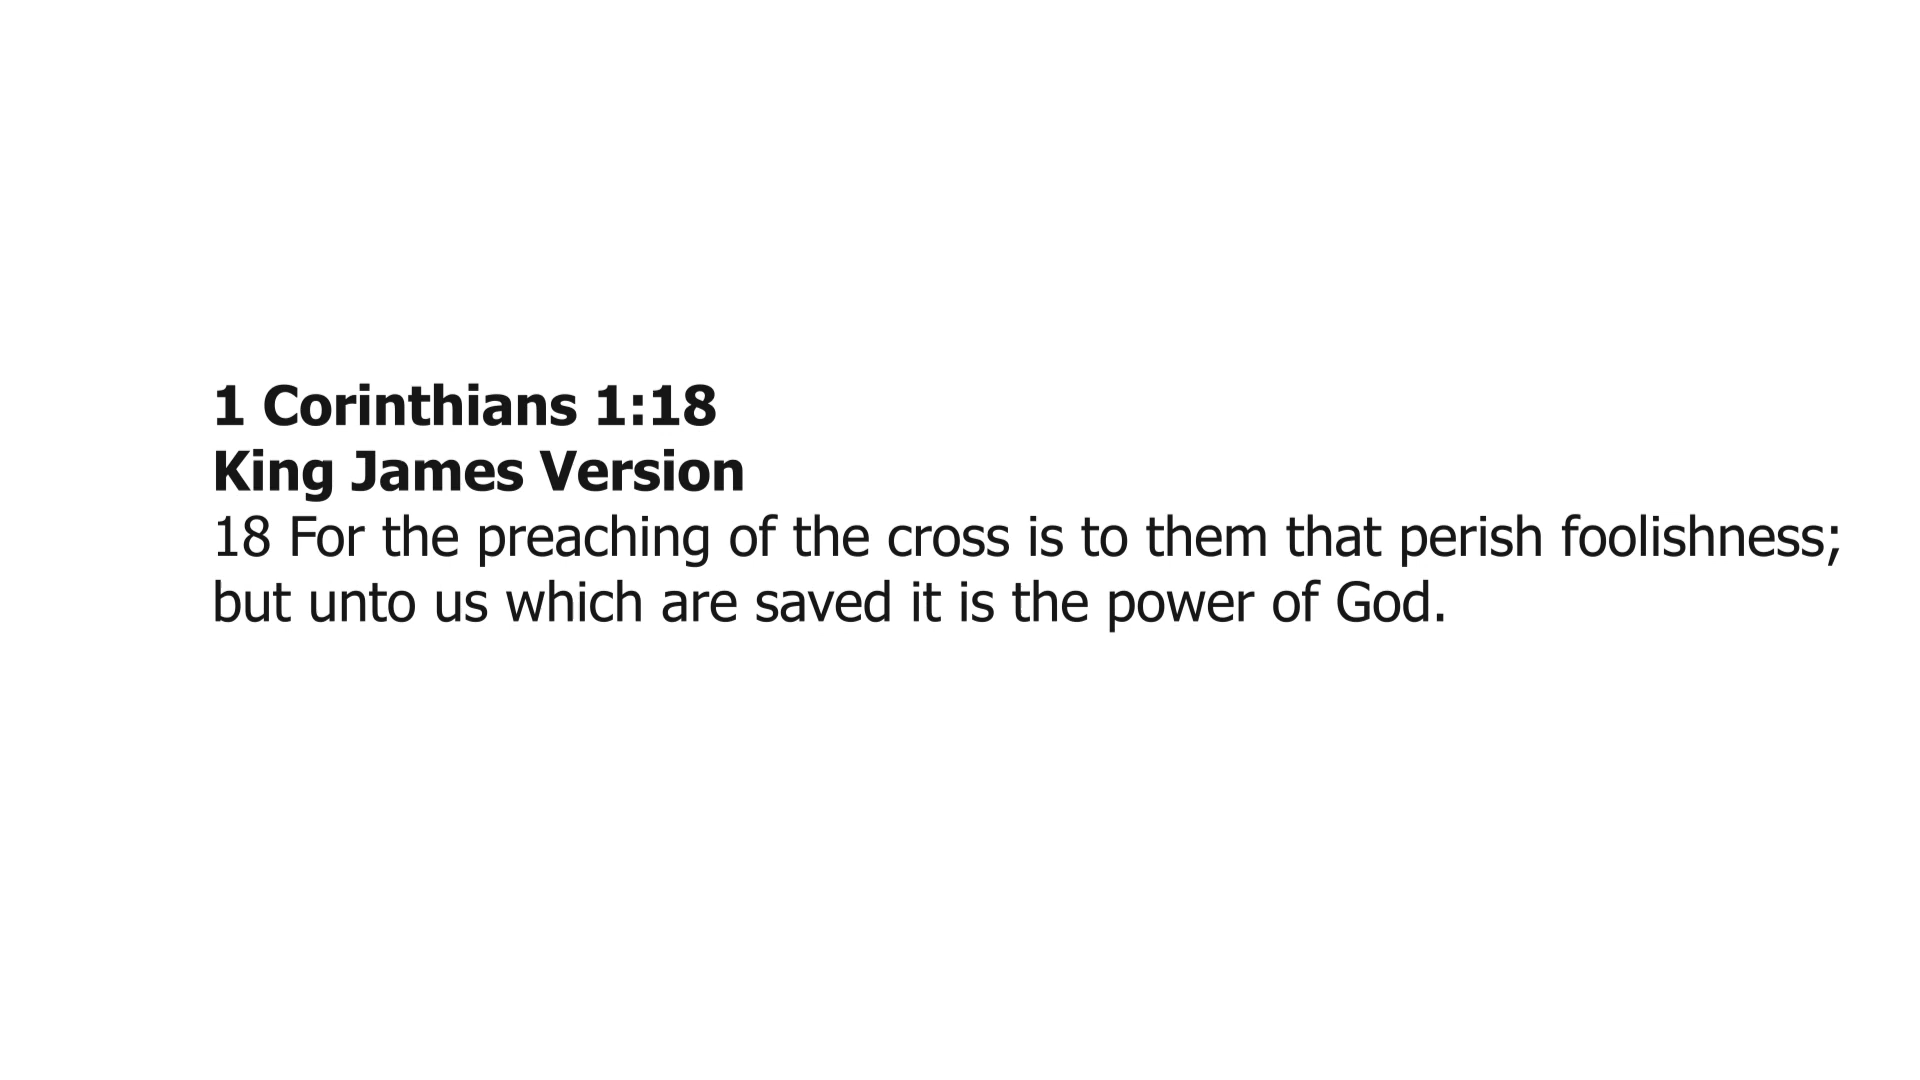 1 Corinthians 1:18
King James Version
18 For the preaching of the cross is to them that perish foolishness;
but unto us which are saved it is the power of God.